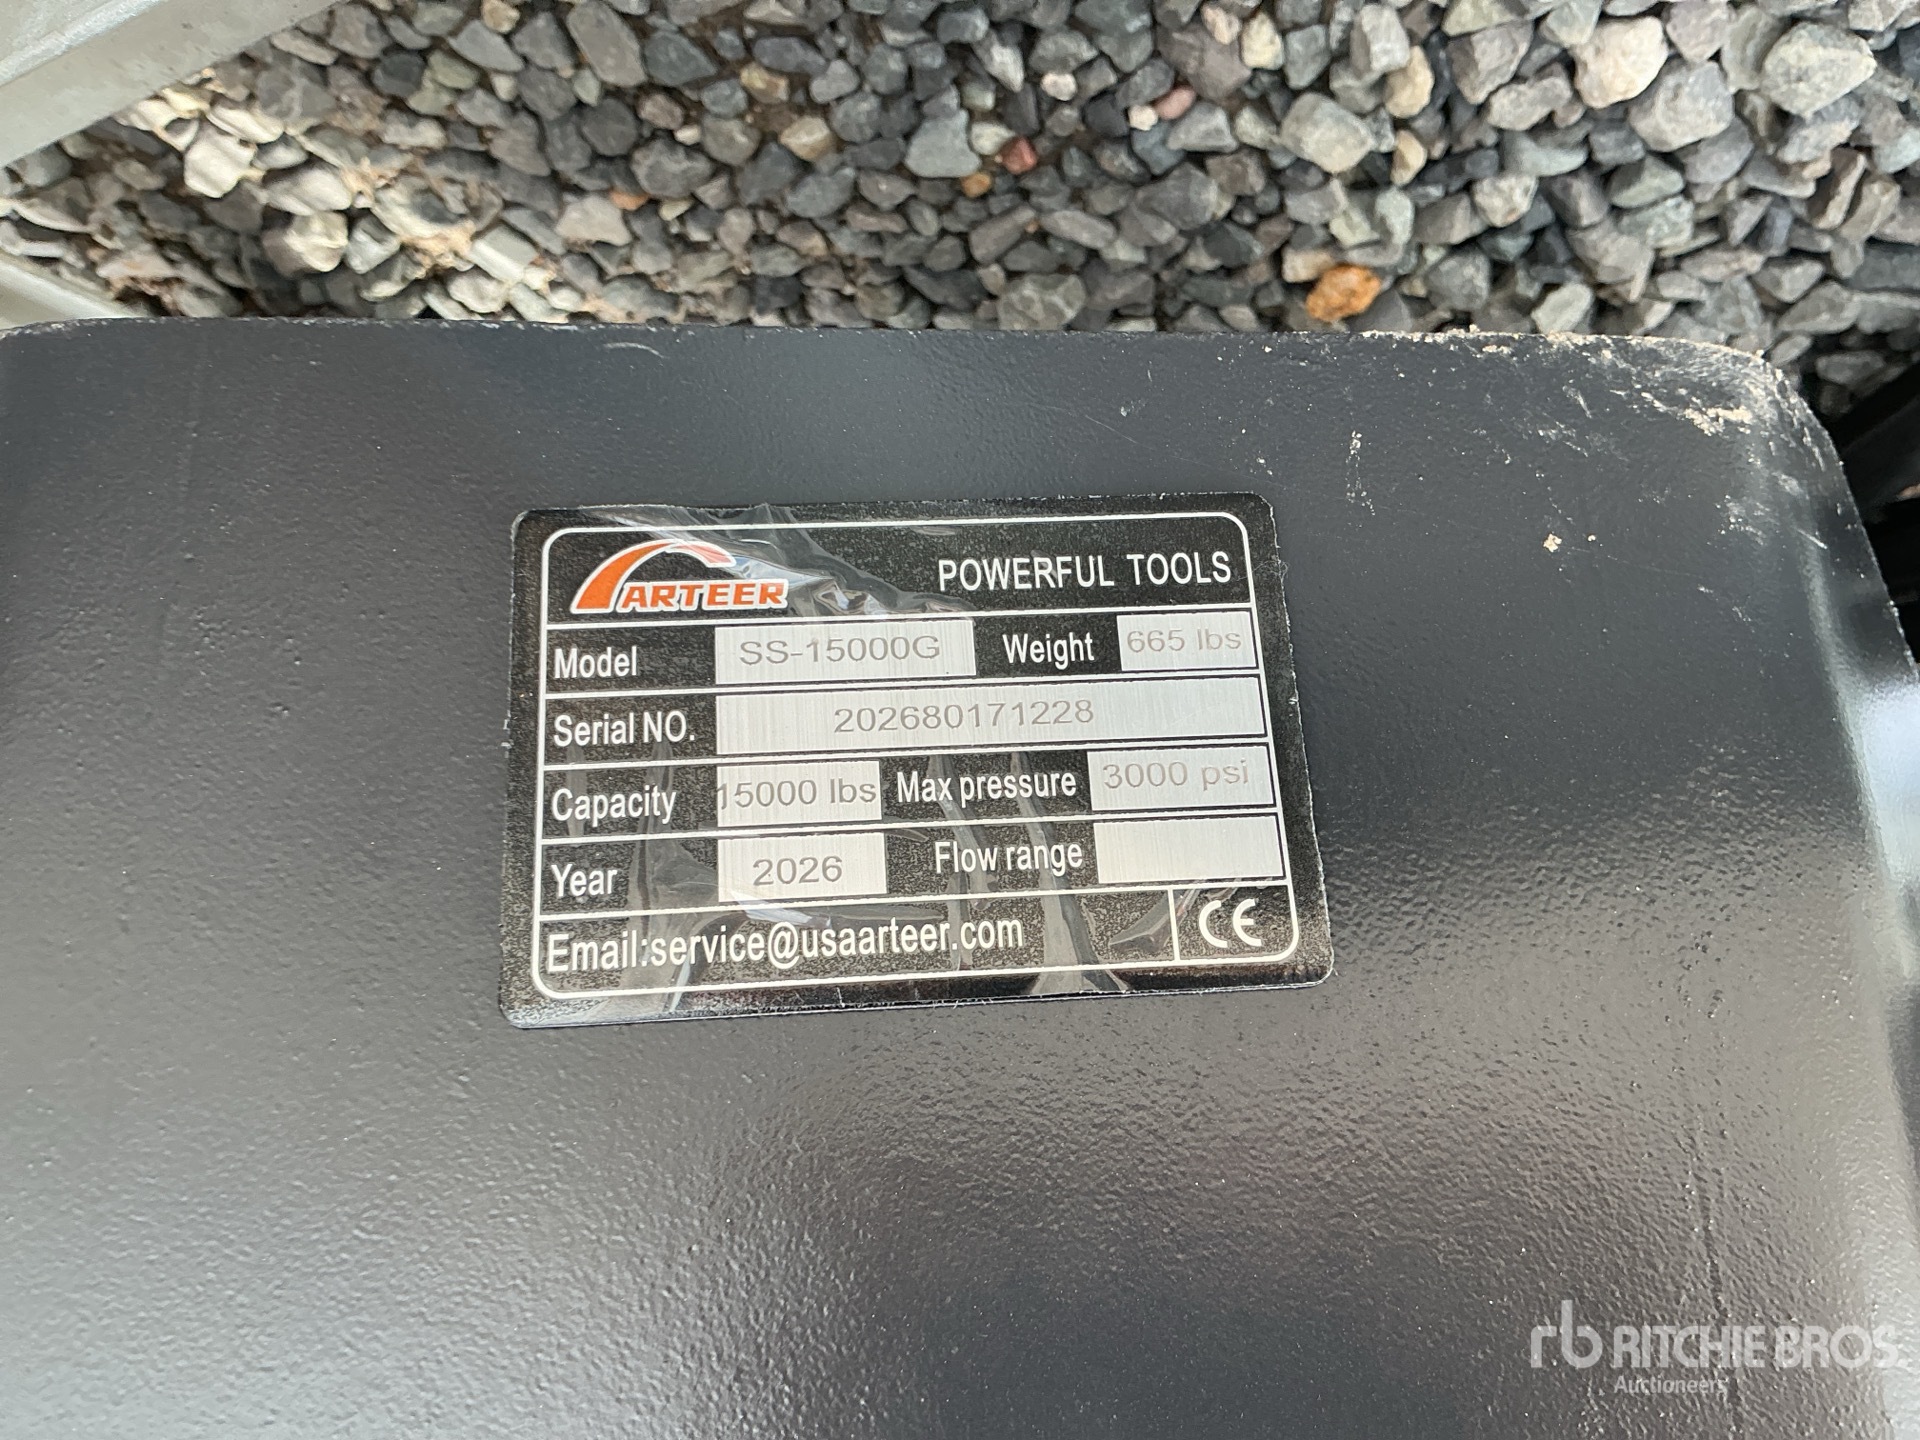 ARTEER POWERFUL TOOLS
Model SS-15000G Weight 665 lbs
Serial NO. 202680171228
Capacity 15000 lbs Max pressure 3000 psi
Year 2026 Flow range
Email:service@usaarteer.com CE
rb RITCHIE BROS.
Auctioneers